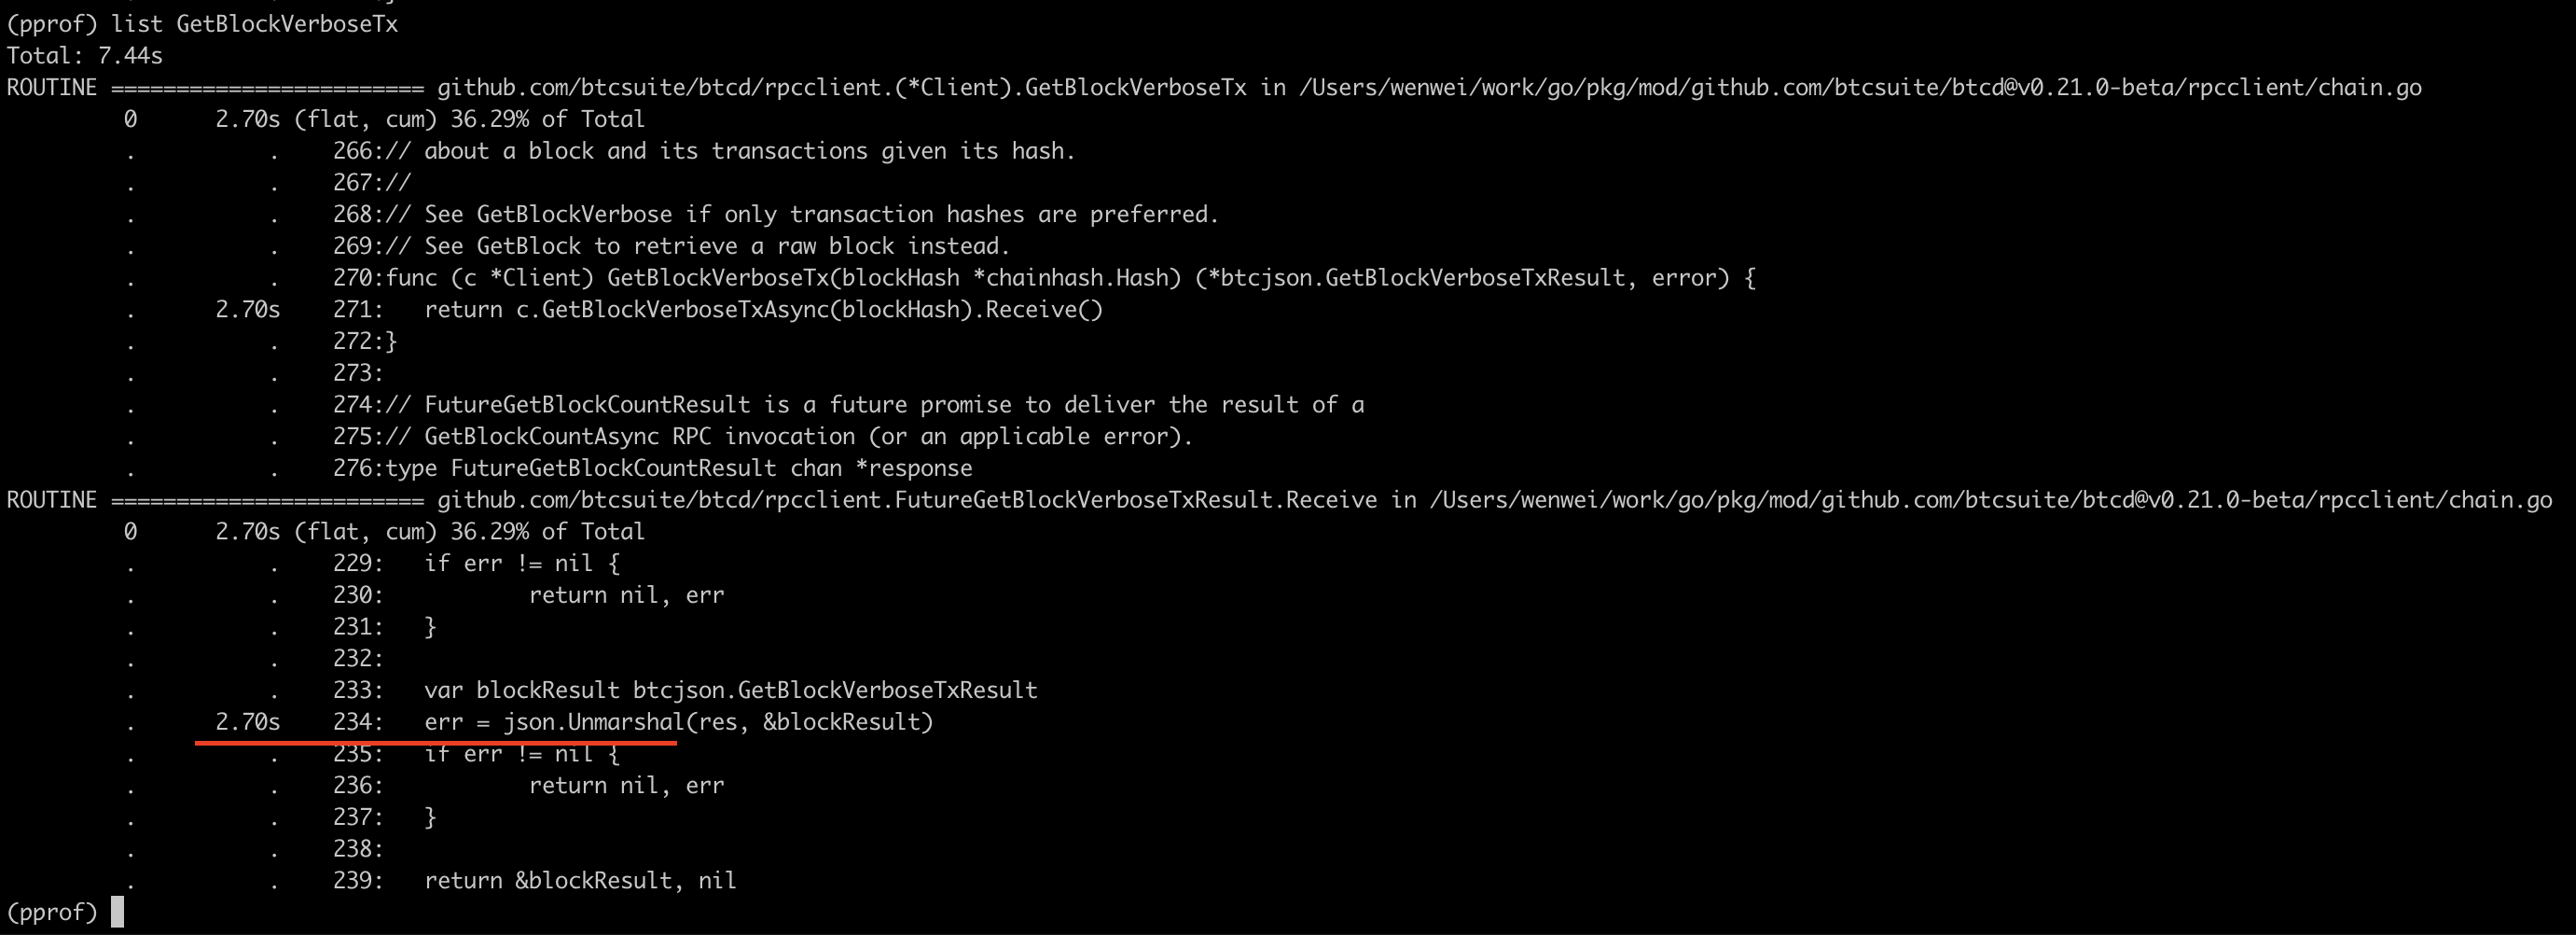 (pprof) list GetBlockVerboseTx
Total: 7.44s
ROUTINE ======================== github.com/btcsuite/btcd/rpcclient.(*Client).GetBlockVerboseTx in /Users/wenwei/work/go/pkg/mod/github.com/btcsuite/btcd@v0.21.0-beta/rpcclient/chain.go
         0      2.70s (flat, cum) 36.29% of Total
         .          .    266:// about a block and its transactions given its hash.
         .          .    267://
         .          .    268:// See GetBlockVerbose if only transaction hashes are preferred.
         .          .    269:// See GetBlock to retrieve a raw block instead.
         .          .    270:func (c *Client) GetBlockVerboseTx(blockHash *chainhash.Hash) (*btcjson.GetBlockVerboseTxResult, error) {
         .      2.70s    271:   return c.GetBlockVerboseTxAsync(blockHash).Receive()
         .          .    272:}
         .          .    273:
         .          .    274:// FutureGetBlockCountResult is a future promise to deliver the result of a
         .          .    275:// GetBlockCountAsync RPC invocation (or an applicable error).
         .          .    276:type FutureGetBlockCountResult chan *response
ROUTINE ======================== github.com/btcsuite/btcd/rpcclient.FutureGetBlockVerboseTxResult.Receive in /Users/wenwei/work/go/pkg/mod/github.com/btcsuite/btcd@v0.21.0-beta/rpcclient/chain.go
         0      2.70s (flat, cum) 36.29% of Total
         .          .    229:   if err != nil {
         .          .    230:           return nil, err
         .          .    231:   }
         .          .    232:
         .          .    233:   var blockResult btcjson.GetBlockVerboseTxResult
         .      2.70s    234:   err = json.Unmarshal(res, &blockResult)
         .          .    235:   if err != nil {
         .          .    236:           return nil, err
         .          .    237:   }
         .          .    238:
         .          .    239:   return &blockResult, nil
(pprof)